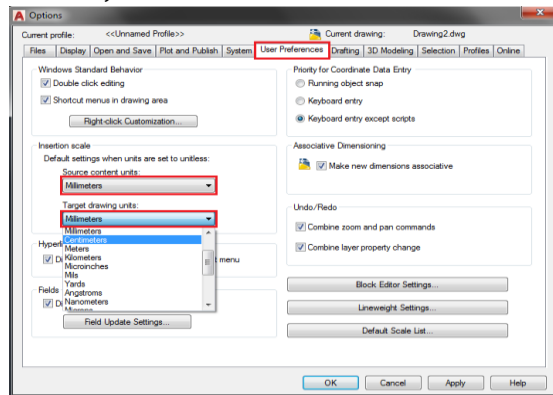 Options
Current profile: <<Unnamed Profile>> Current drawing: Drawing2.dwg
Files Display Open and Save Plot and Publish System User Preferences Drafting 3D Modeling Selection Profiles Online
Windows Standard Behavior
Double click editing
Shortcut menus in drawing area
Right-click Customization...
Insertion scale
Default settings when units are set to unitless:
Source content units:
Millimeters
Target drawing units:
Millimeters
Millimeters
Centimeters
Meters
Kilometers
Microinches
Mils
Yards
Angstroms
Nanometers
Hyper
menu
Fields
Field Update Settings...
Priority for Coordinate Data Entry
Running object snap
Keyboard entry
Keyboard entry except scripts
Associative Dimensioning
Make new dimensions associative
Undo/Redo
Combine zoom and pan commands
Combine layer property change
Block Editor Settings...
Lineweight Settings...
Default Scale List...
OK Cancel Apply Help